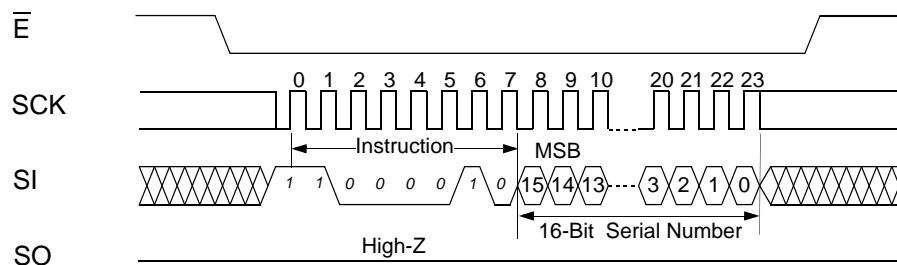 E
SCK 0 1 2 3 4 5 6 7 8 9 10 20 21 22 23
Instruction MSB
SI 1 1 0 0 0 0 1 0 15 14 13 3 2 1 0
16-Bit Serial Number
High-Z
SO